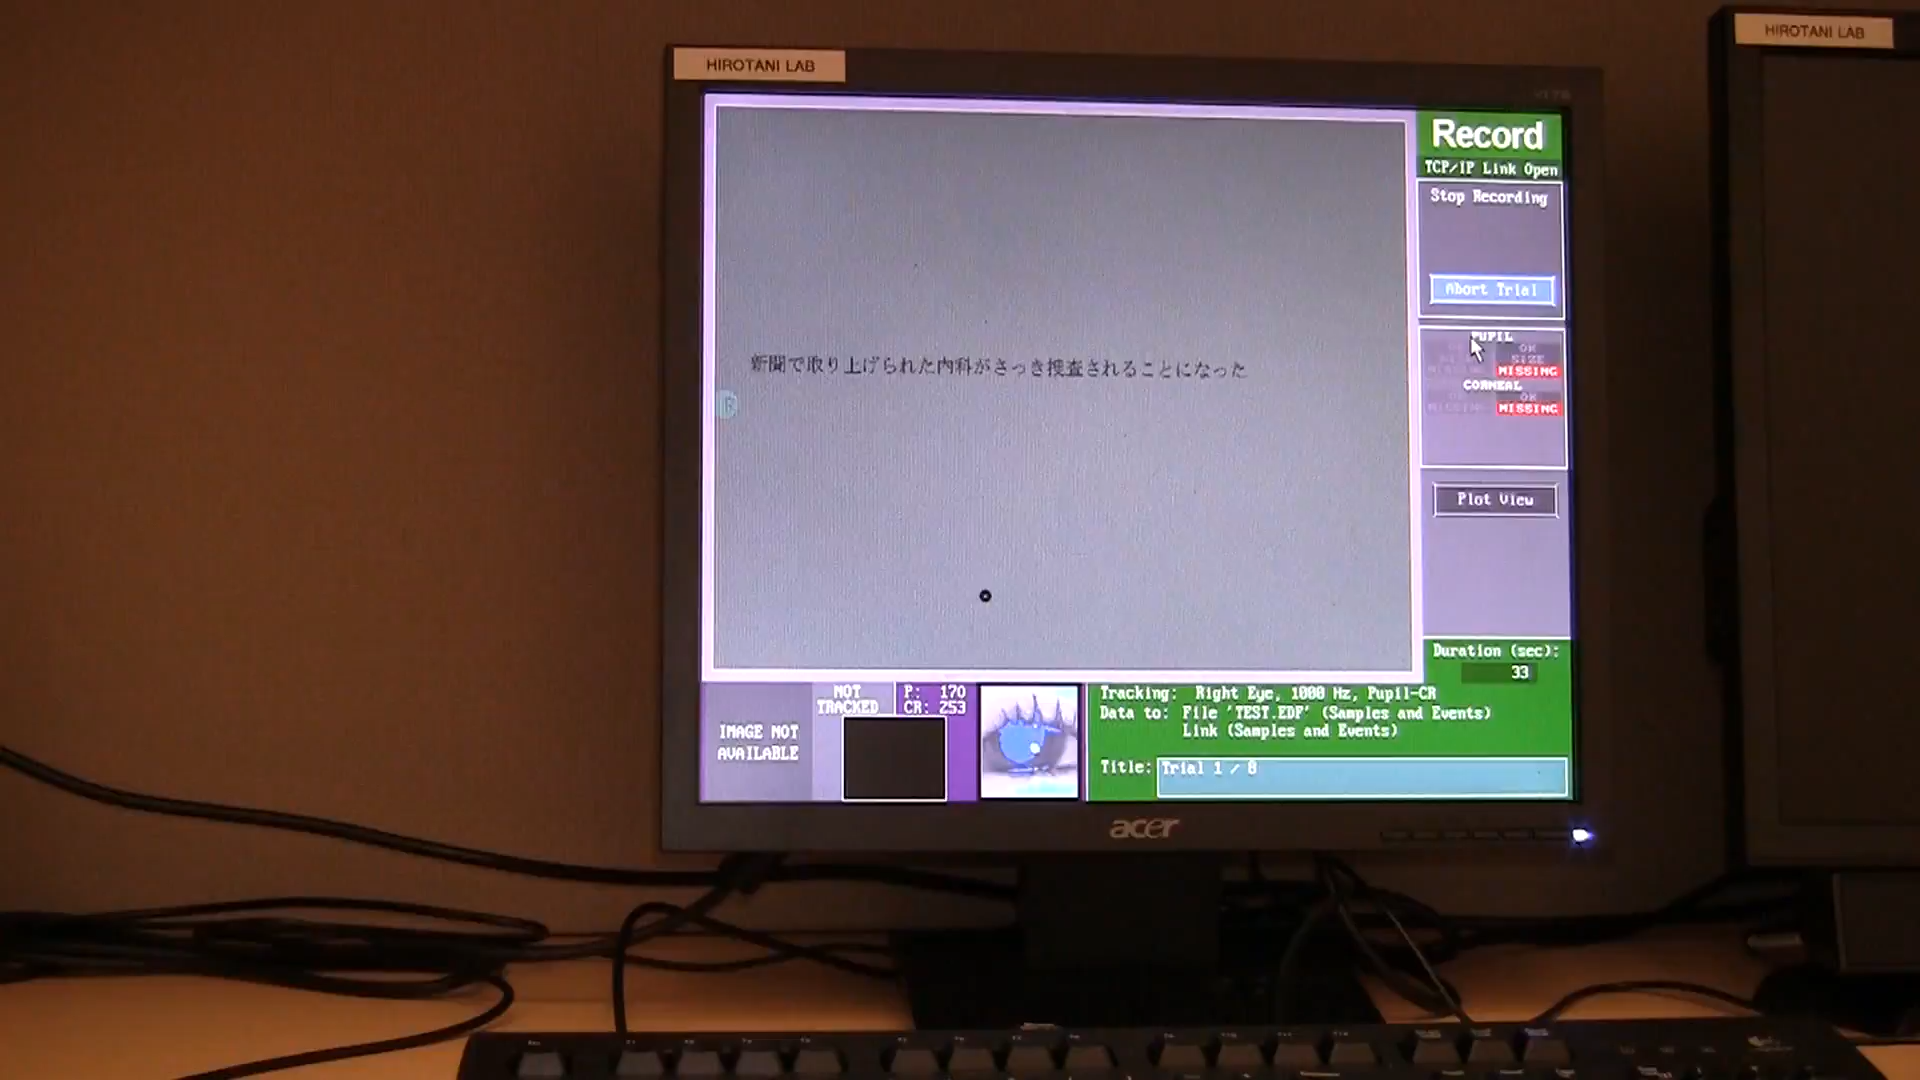 HIROTANI LAB
HIROTANI LAB
Record
TCP/IP Link Open
Stop Recording
Abort Trial
PUPIL
OK
SIZE
MISSING
CORNEAL
OK
MISSING
新聞で取り上げられた内科がさっき捜査されることになった
Plot View
Duration (sec):
33
NOT
TRACKED
P: 170
CR: 253
IMAGE NOT
AVAILABLE
Tracking: Right Eye, 1000 Hz, Pupil-CR
Data to: File 'TEST.EDF' (Samples and Events)
Link (Samples and Events)
Title: Trial 1 / 8
acer